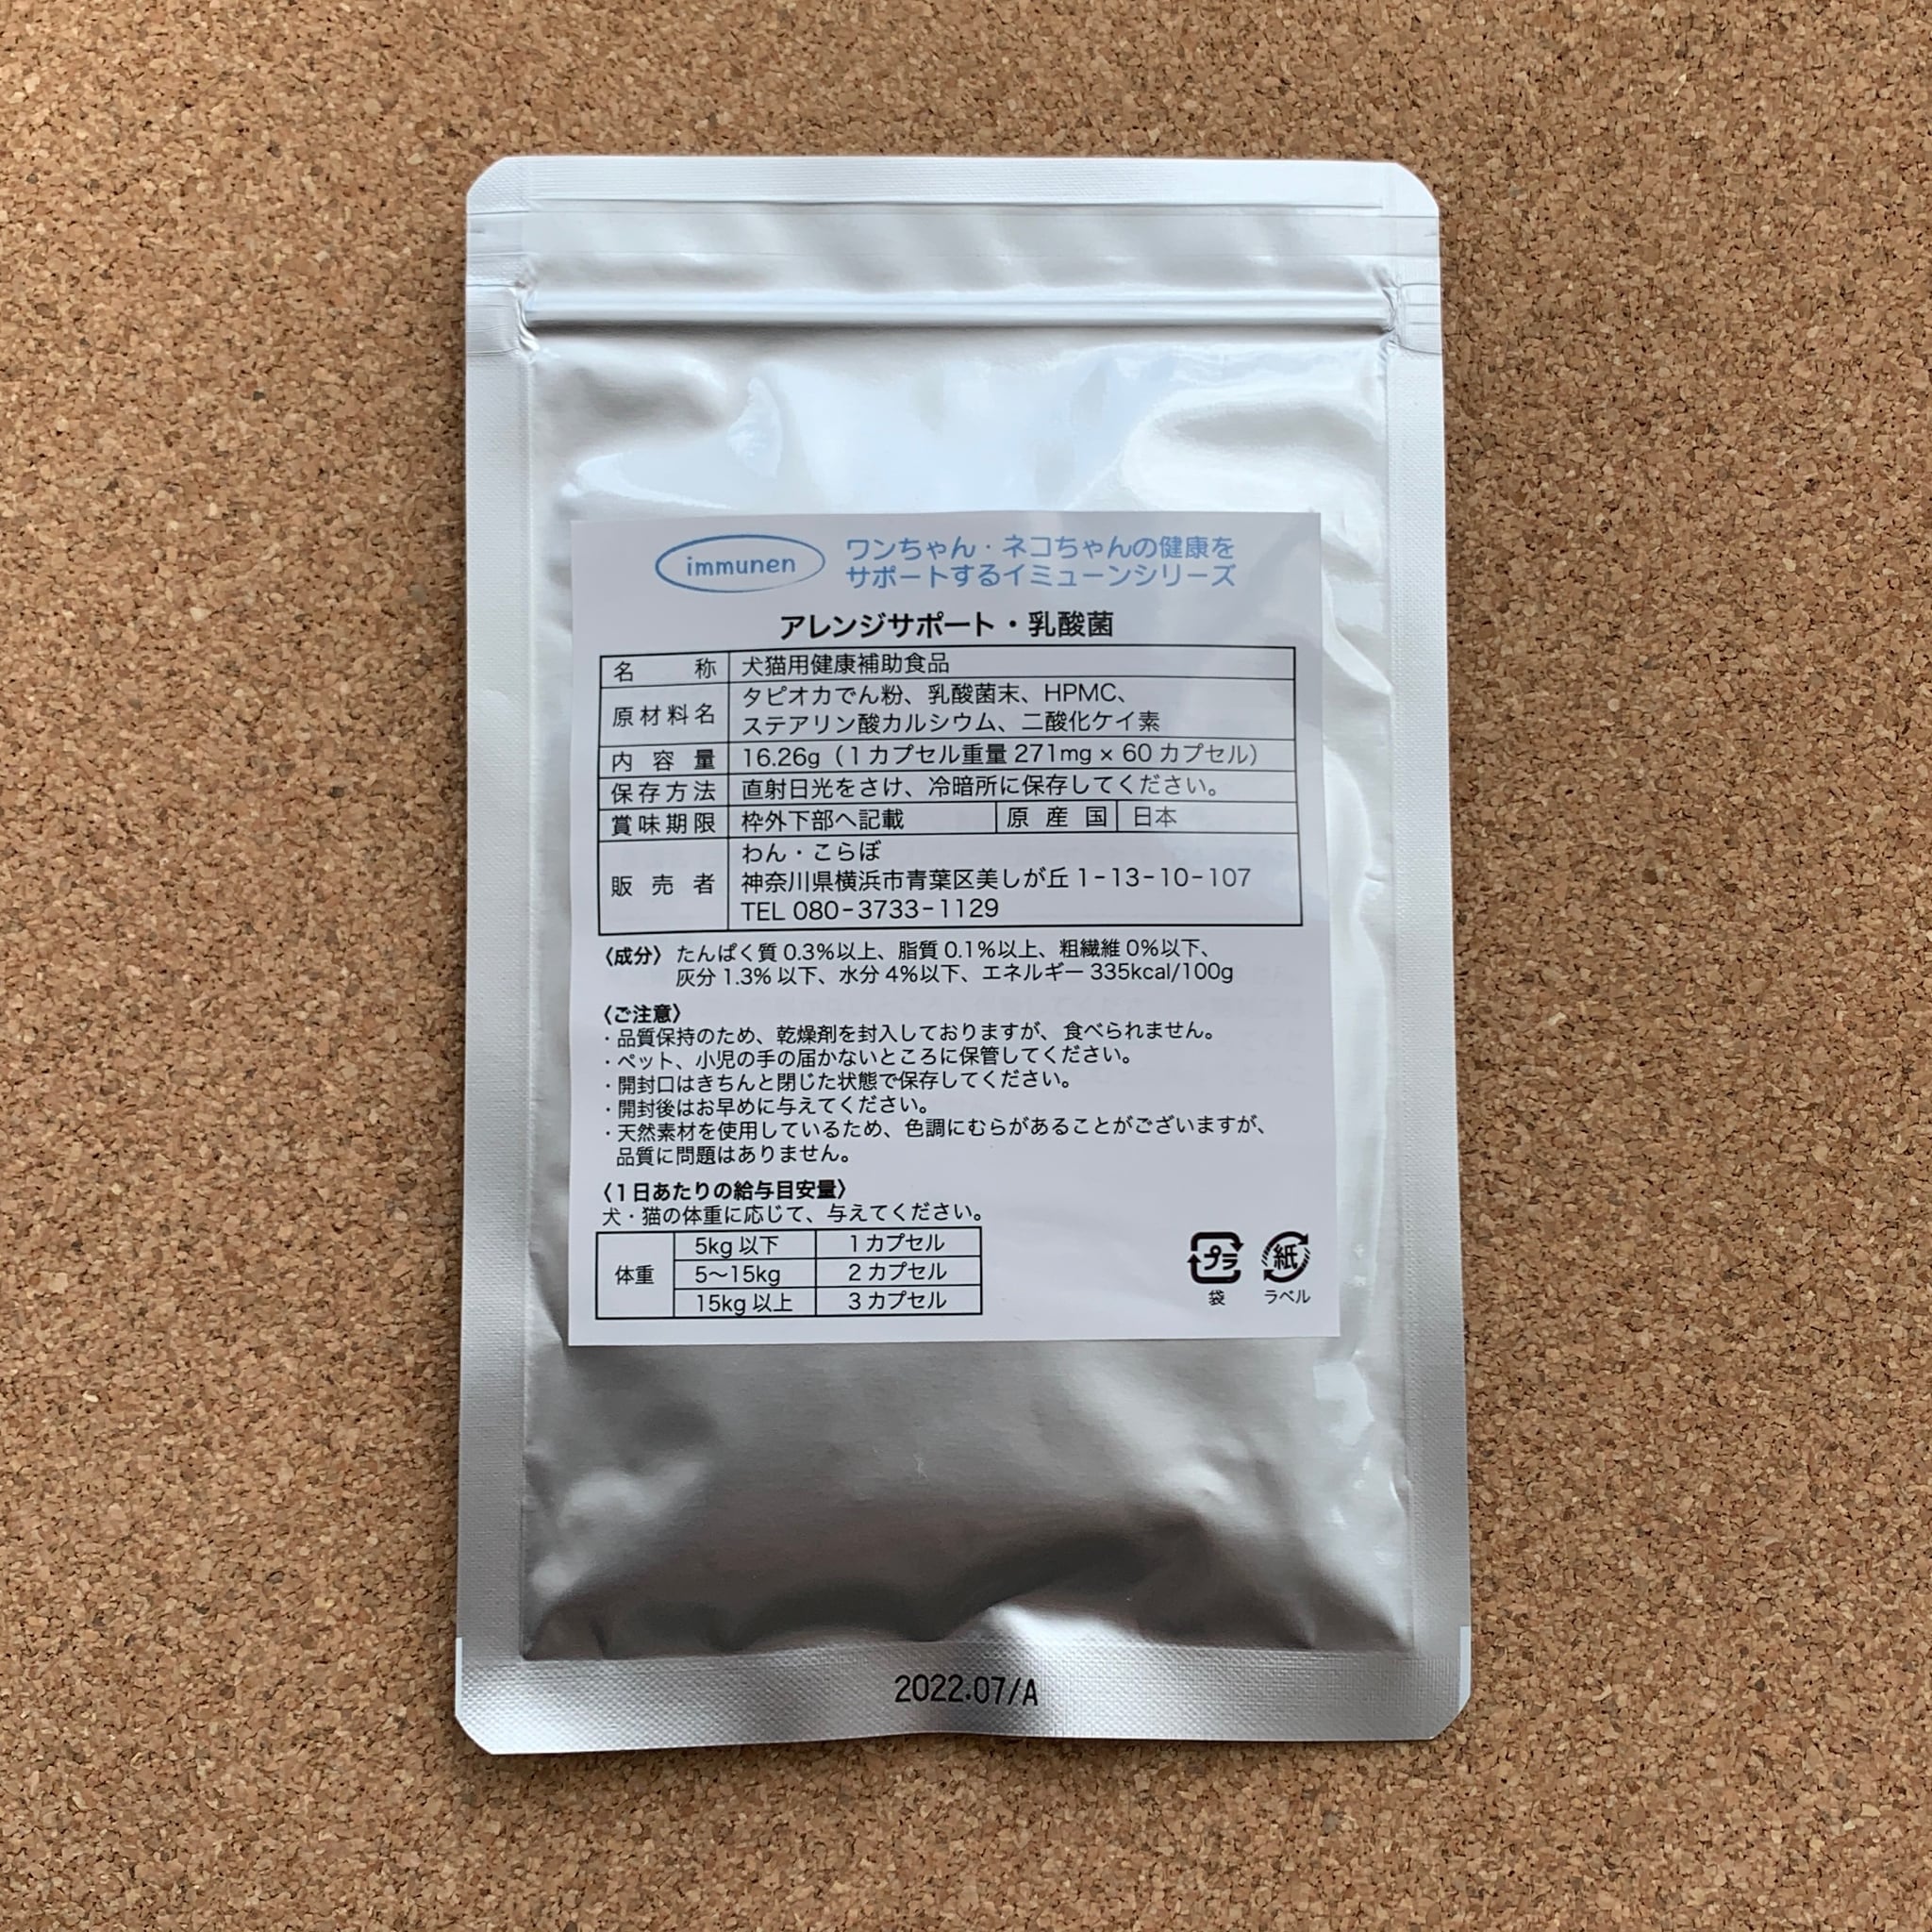 immunen
ワンちゃん・ネコちゃんの健康を
サポートするイミューンシリーズ
アレンジサポート・乳酸菌
名称 犬猫用健康補助食品
原材料名 タピオカでん粉、乳酸菌末、HPMC、
ステアリン酸カルシウム、二酸化ケイ素
内容量 16.26g（1カプセル重量 271mg × 60 カプセル）
保存方法 直射日光をさけ、冷暗所に保存してください。
賞味期限 枠外下部へ記載 原産国 日本
販売者 わん・こらぼ
神奈川県横浜市青葉区美しが丘 1-13-10-107
TEL 080-3733-1129
〈成分〉たんぱく質 0.3%以上、脂質 0.1%以上、粗繊維 0%以下、
灰分 1.3% 以下、水分 4%以下、エネルギー 335kcal/100g
〈ご注意〉
・品質保持のため、乾燥剤を封入しておりますが、食べられません。
・ペット、小児の手の届かないところに保管してください。
・開封口はきちんと閉じた状態で保存してください。
・開封後はお早めに与えてください。
・天然素材を使用しているため、色調にむらがあることがございますが、
品質に問題はありません。
〈1日あたりの給与目安量〉
犬・猫の体重に応じて、与えてください。
体重 5kg 以下 1 カプセル
5〜15kg 2 カプセル
15kg 以上 3 カプセル
プラ 紙
袋 ラベル
2022.07/A